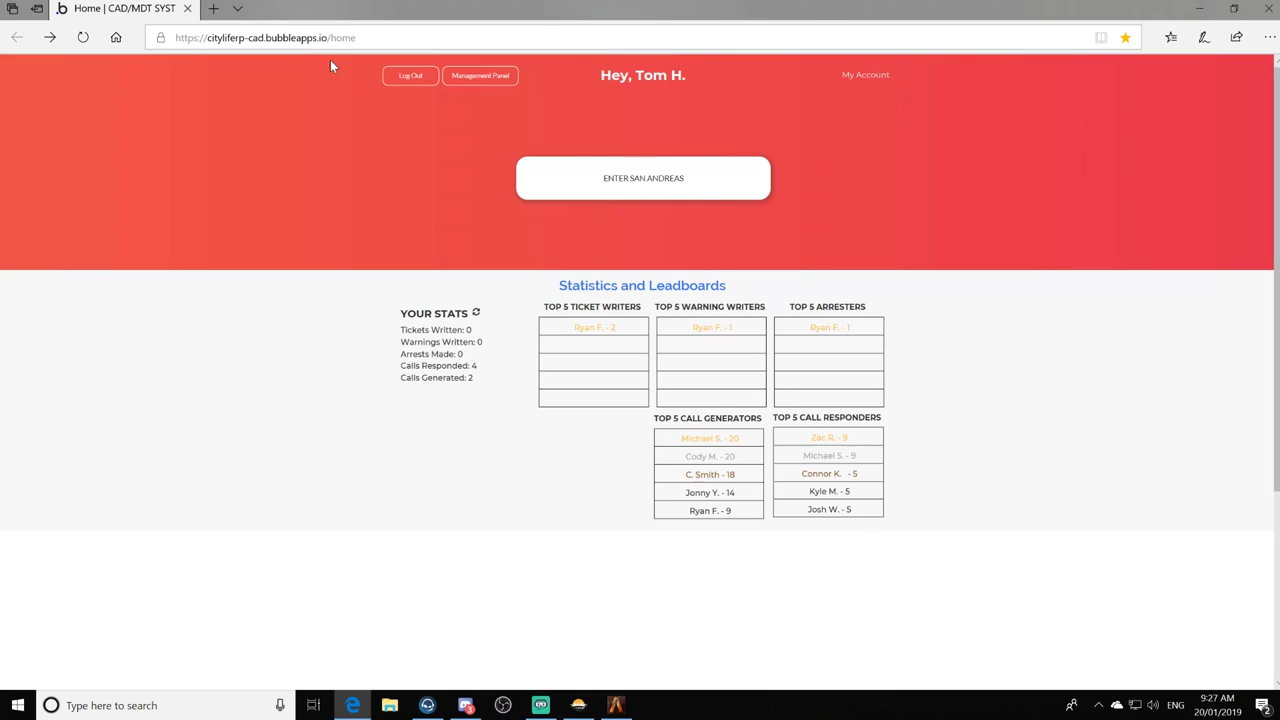 Home | CAD/MDT SYST
https://cityliferp-cad.bubbleapps.io/home
Log Out
Management Panel
Hey, Tom H.
My Account
ENTER SAN ANDREAS
Statistics and Leadboards
YOUR STATS
Tickets Written: 0
Warnings Written: 0
Arrests Made: 0
Calls Responded: 4
Calls Generated: 2
TOP 5 TICKET WRITERS
Ryan F. - 2
TOP 5 WARNING WRITERS
Ryan F. - 1
TOP 5 ARRESTERS
Ryan F. - 1
TOP 5 CALL GENERATORS
Michael S. - 20
Cody M. - 20
C. Smith - 18
Jonny Y. - 14
Ryan F. - 9
TOP 5 CALL RESPONDERS
Zac R. - 9
Michael S. - 9
Connor K. - 5
Kyle M. - 5
Josh W. - 5
Type here to search
3
ENG
9:27 AM
20/01/2019
2